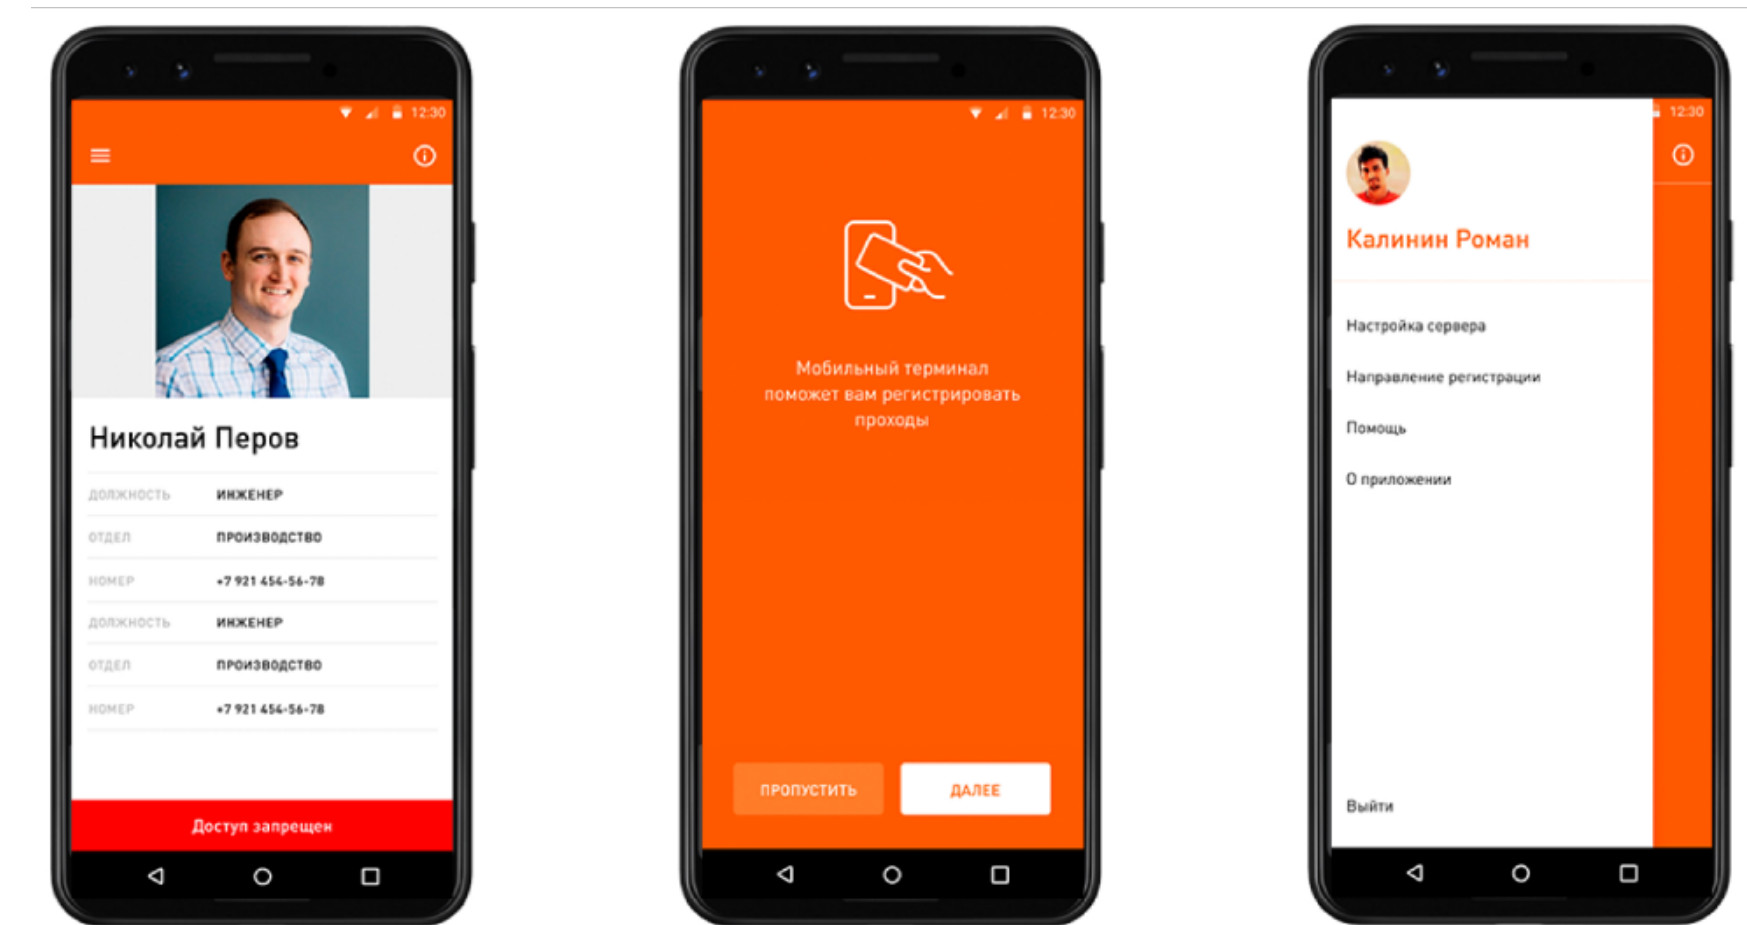 12:30
Николай Перов
ДОЛЖНОСТЬ ИНЖЕНЕР
ОТДЕЛ ПРОИЗВОДСТВО
НОМЕР +7 921 454-56-78
ДОЛЖНОСТЬ ИНЖЕНЕР
ОТДЕЛ ПРОИЗВОДСТВО
НОМЕР +7 921 454-56-78
Доступ запрещен
12:30
Мобильный терминал
поможет вам регистрировать
проходы
ПРОПУСТИТЬ
ДАЛЕЕ
12:30
Калинин Роман
Настройка сервера
Направление регистрации
Помощь
О приложении
Выйти